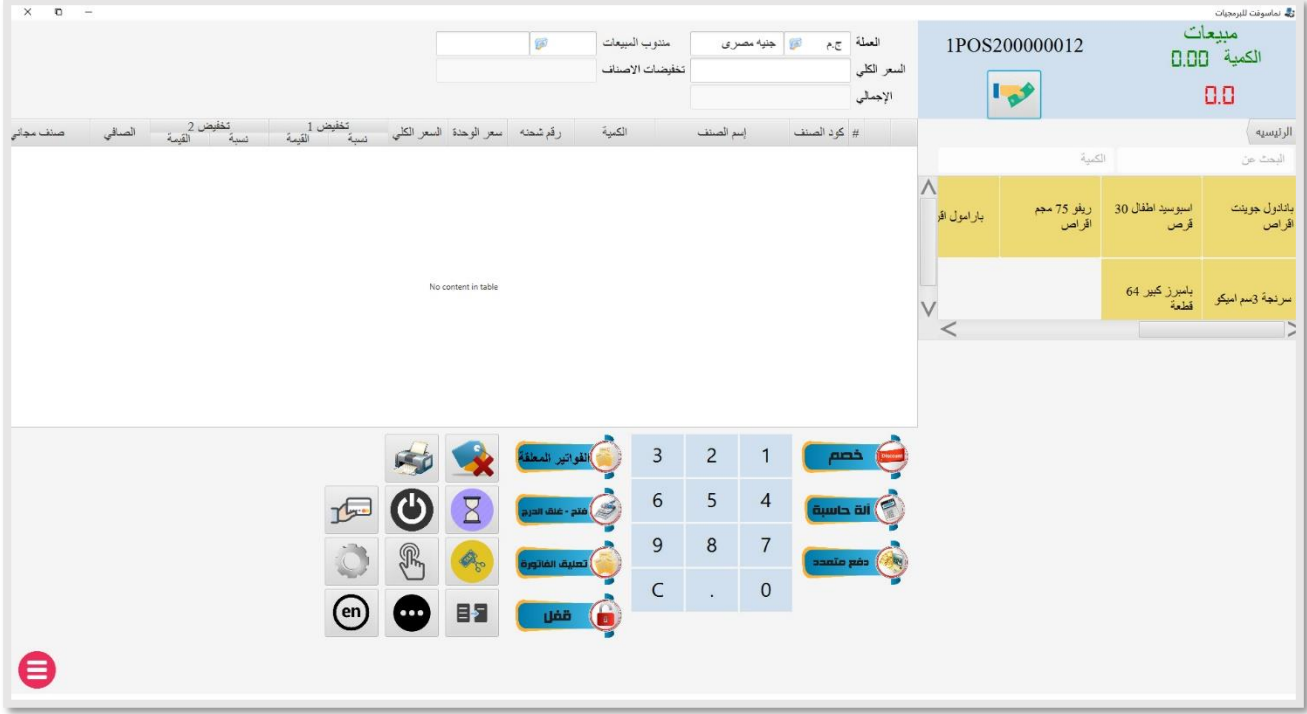 نماسوفت للبرمجيات
مبيعات
الكمية 0.00
0.0
1POS200000012
العملة ج.م جنيه مصرى مندوب المبيعات
السعر الكلي تخفيضات الاصناف
الإجمالي
الرئيسيه
البحث عن الكمية
بانادول جوينت اقراص
اسبوسيد اطفال 30 قرص
ريفو 75 مجم اقراص
بارامول اقر
سرنجة 3سم اميكو
بامبرز كبير 64 قطعة
# كود الصنف إسم الصنف الكمية رقم شحنه سعر الوحدة السعر الكلي تخفيض 1 نسبة القيمة تخفيض 2 نسبة القيمة الصافي صنف مجاني
No content in table
خصم
Discount
آلة حاسبة
دفع متعدد
1 2 3
4 5 6
7 8 9
0 . C
الفواتير المعلقة
فتح - غلق الدرج
تعليق الفاتورة
قفل
en